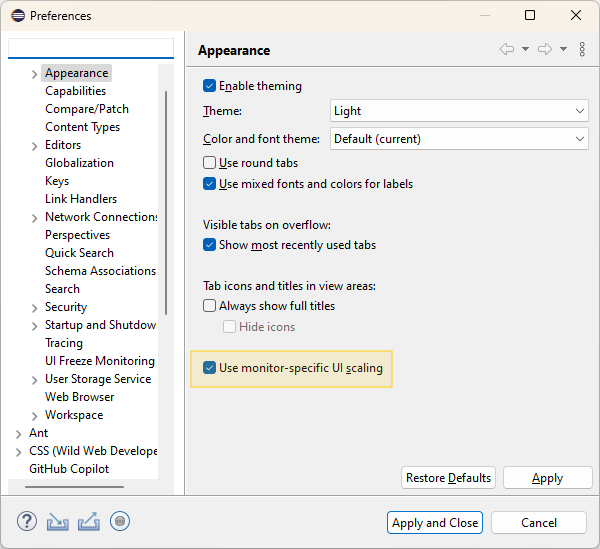 Preferences
Appearance
Appearance
Capabilities
Compare/Patch
Content Types
Editors
Globalization
Keys
Link Handlers
Network Connections
Perspectives
Quick Search
Schema Associations
Search
Security
Startup and Shutdow
Tracing
UI Freeze Monitoring
User Storage Service
Web Browser
Workspace
Ant
CSS (Wild Web Develope
GitHub Copilot
Enable theming
Theme: Light
Color and font theme: Default (current)
Use round tabs
Use mixed fonts and colors for labels
Visible tabs on overflow:
Show most recently used tabs
Tab icons and titles in view areas:
Always show full titles
Hide icons
Use monitor-specific UI scaling
Restore Defaults Apply
? Apply and Close Cancel